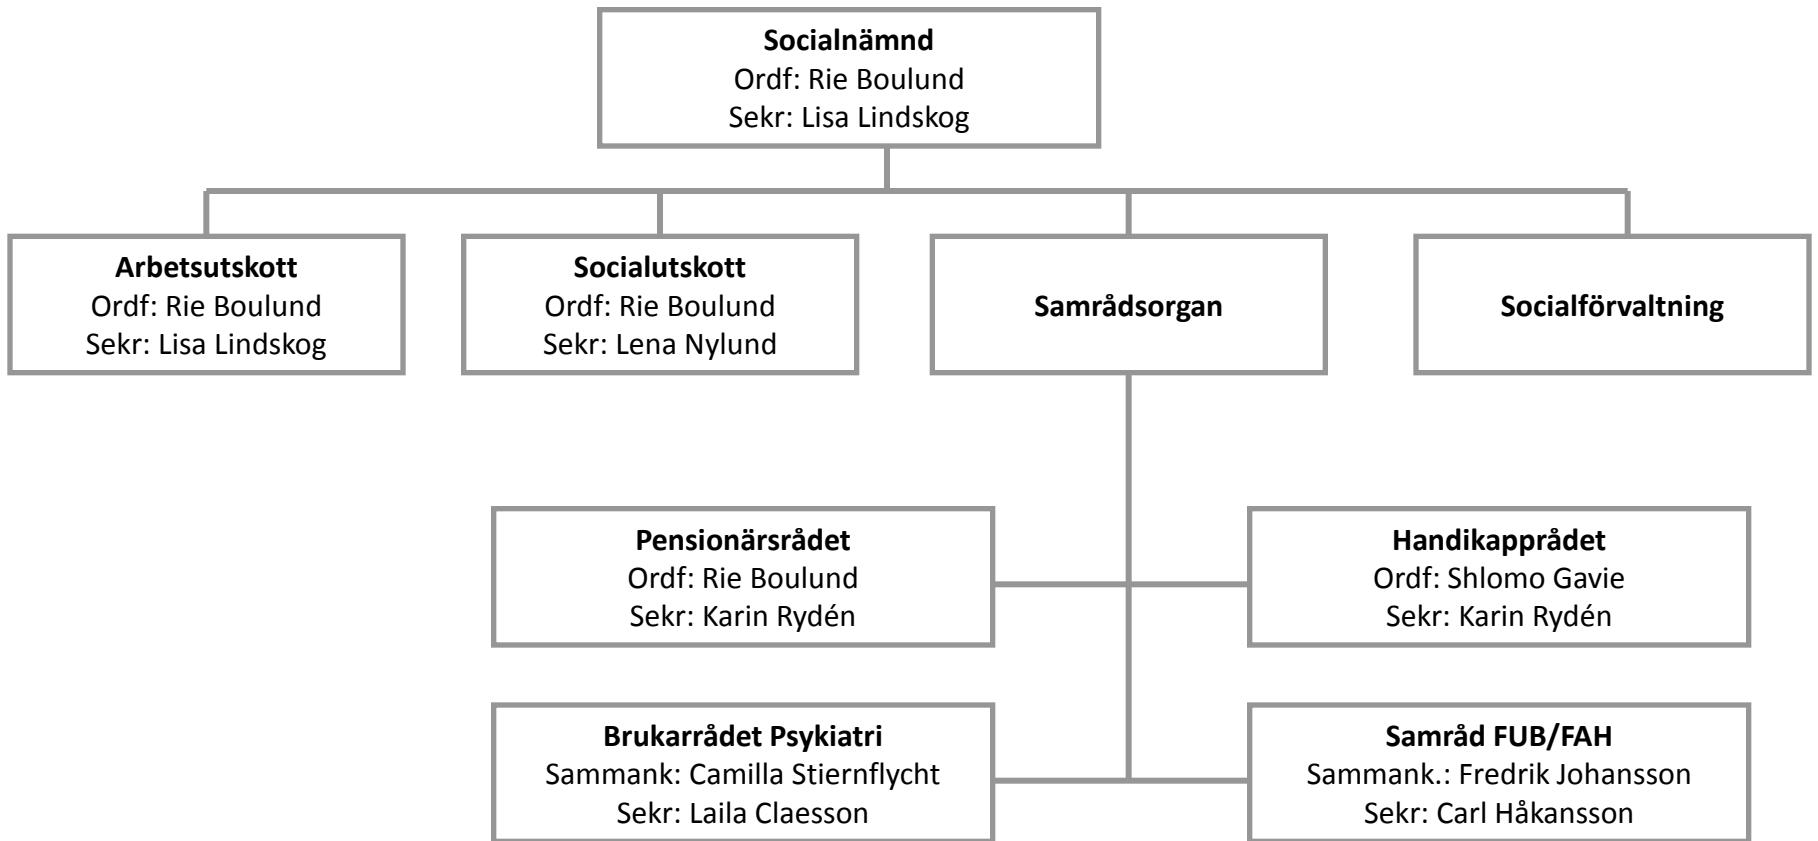 Socialnämnd
Ordf: Rie Boulund
Sekr: Lisa Lindskog
Arbetsutskott
Ordf: Rie Boulund
Sekr: Lisa Lindskog
Socialutskott
Ordf: Rie Boulund
Sekr: Lena Nylund
Samrådsorgan
Socialförvaltning
Pensionärsrådet
Ordf: Rie Boulund
Sekr: Karin Rydén
Handikapprådet
Ordf: Shlomo Gavie
Sekr: Karin Rydén
Brukarrådet Psykiatri
Sammank: Camilla Stiernflycht
Sekr: Laila Claesson
Samråd FUB/FAH
Sammank.: Fredrik Johansson
Sekr: Carl Håkansson